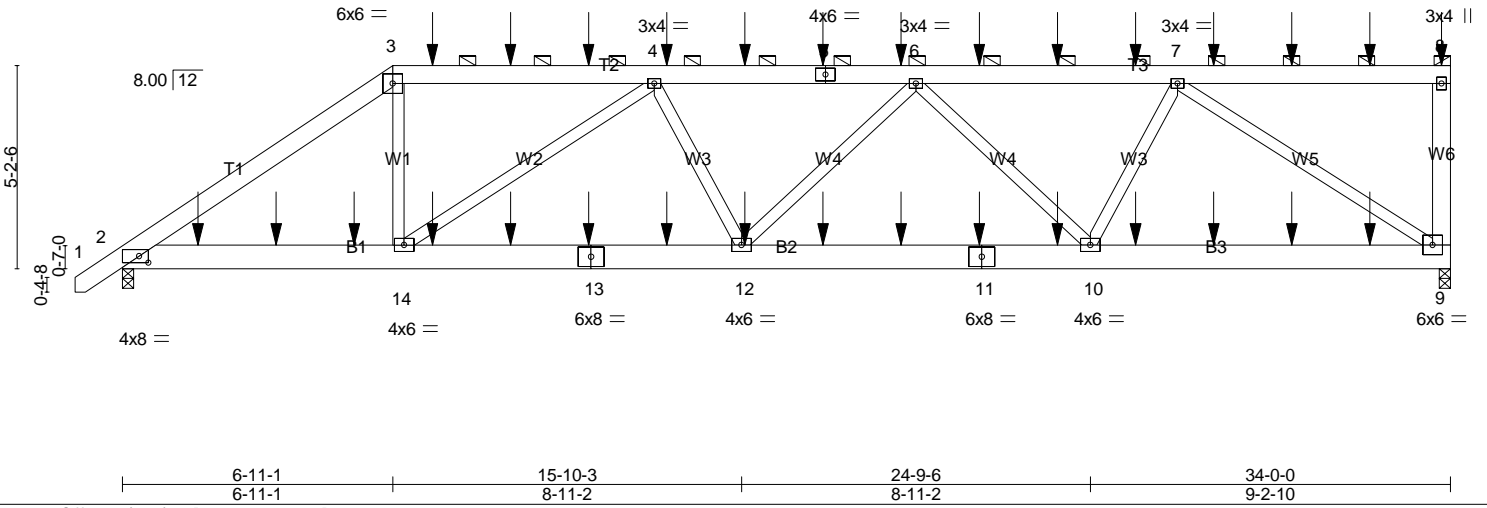 6x6 =
3x4 =
4x6 =
3x4 =
3x4 =
3x4 ||
3
4
6
7
8.00 12
T2
T3
5-2-6
T1
W1
W2
W3
W4
W4
W3
W5
W6
1
2
0-7-0
0-4-8
B1
B2
B3
14
13
12
11
10
9
4x8 =
4x6 =
6x8 =
4x6 =
6x8 =
4x6 =
6x6 =
6-11-1
15-10-3
24-9-6
34-0-0
6-11-1
8-11-2
8-11-2
9-2-10